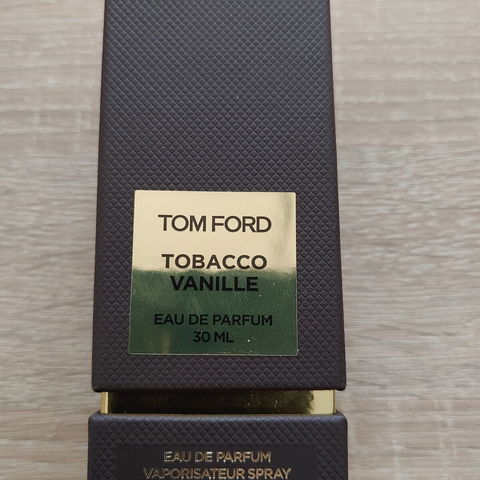 TOM FORD
TOBACCO
VANILLE
EAU DE PARFUM
30 ML
EAU DE PARFUM
VAPORISATEUR SPRAY